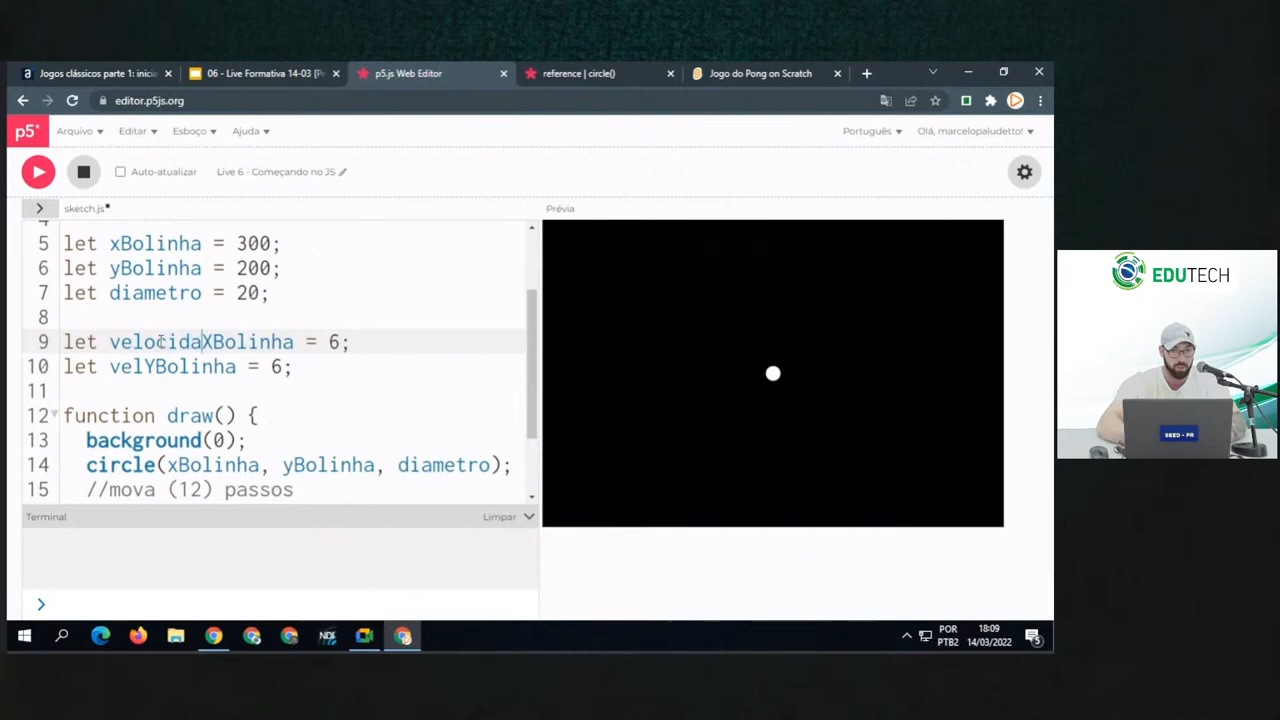 Jogos clássicos parte 1: inicia
06 - Live Formativa 14-03 [Pe
p5.js Web Editor
reference | circle()
Jogo do Pong on Scratch
editor.p5js.org
p5*
Arquivo
Editar
Esboço
Ajuda
Português
Olá, marcelopaludetto!
Auto-atualizar
Live 6 - Começando no JS
sketch.js
Prévia
4
5 let xBolinha = 300;
6 let yBolinha = 200;
7 let diametro = 20;
8
9 let velocidaXBolinha = 6;
10 let velYBolinha = 6;
11
12 function draw() {
13 background(0);
14 circle(xBolinha, yBolinha, diametro);
15 //mova (12) passos
Terminal
Limpar
>
NDI
POR
PTB2
18:09
14/03/2022
5
EDUTECH
SEED - PR